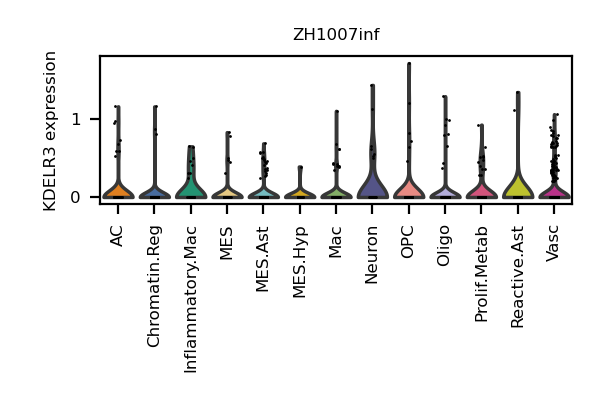 ZH1007inf
KDELR3 expression
1
0
AC
Chromatin.Reg
Inflammatory.Mac
MES
MES.Ast
MES.Hyp
Mac
Neuron
OPC
Oligo
Prolif.Metab
Reactive.Ast
Vasc